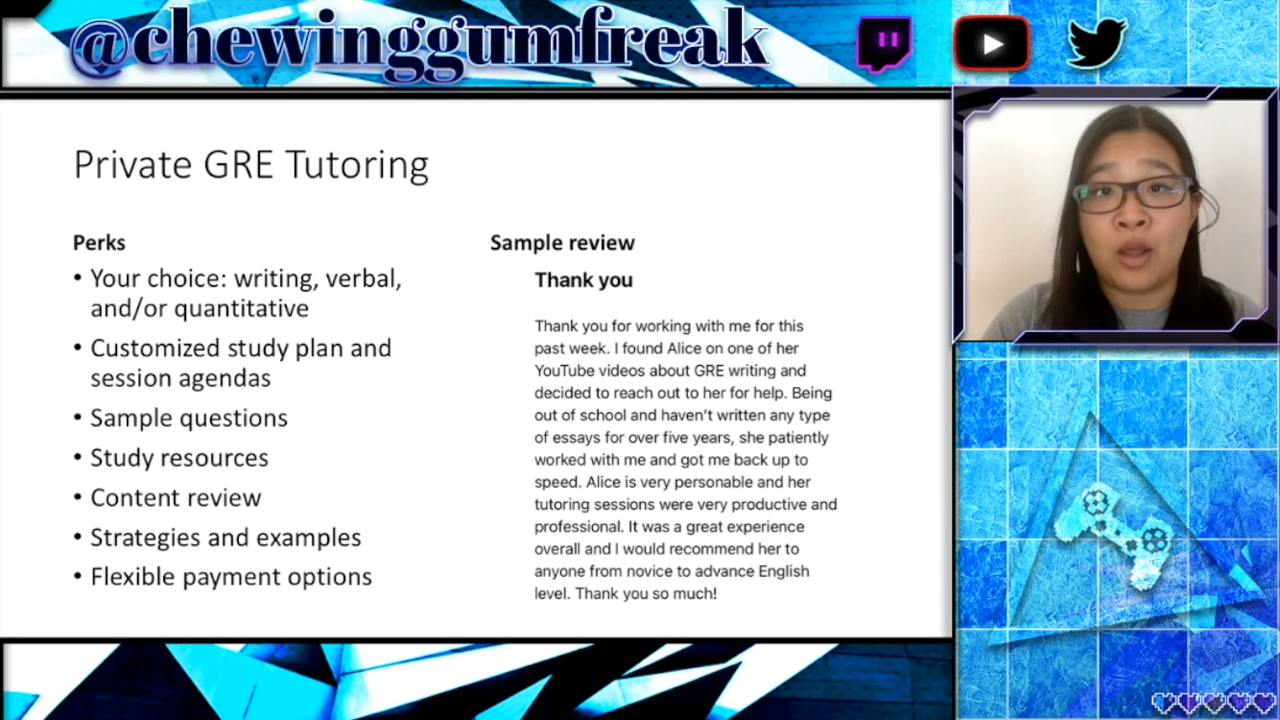 @chewinggumfreak
Private GRE Tutoring
Perks
• Your choice: writing, verbal,
and/or quantitative
• Customized study plan and
session agendas
• Sample questions
• Study resources
• Content review
• Strategies and examples
• Flexible payment options
Sample review
Thank you
Thank you for working with me for this
past week. I found Alice on one of her
YouTube videos about GRE writing and
decided to reach out to her for help. Being
out of school and haven't written any type
of essays for over five years, she patiently
worked with me and got me back up to
speed. Alice is very personable and her
tutoring sessions were very productive and
professional. It was a great experience
overall and I would recommend her to
anyone from novice to advance English
level. Thank you so much!